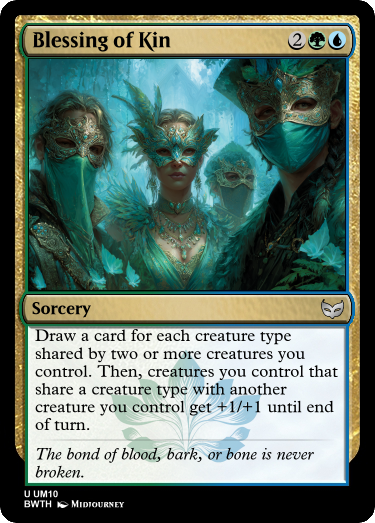 Blessing of Kin 2
Sorcery
Draw a card for each creature type
shared by two or more creatures you
control. Then, creatures you control that
share a creature type with another
creature you control get +1/+1 until end
of turn.
The bond of blood, bark, or bone is never
broken.
U UM10
BWTH Midjourney